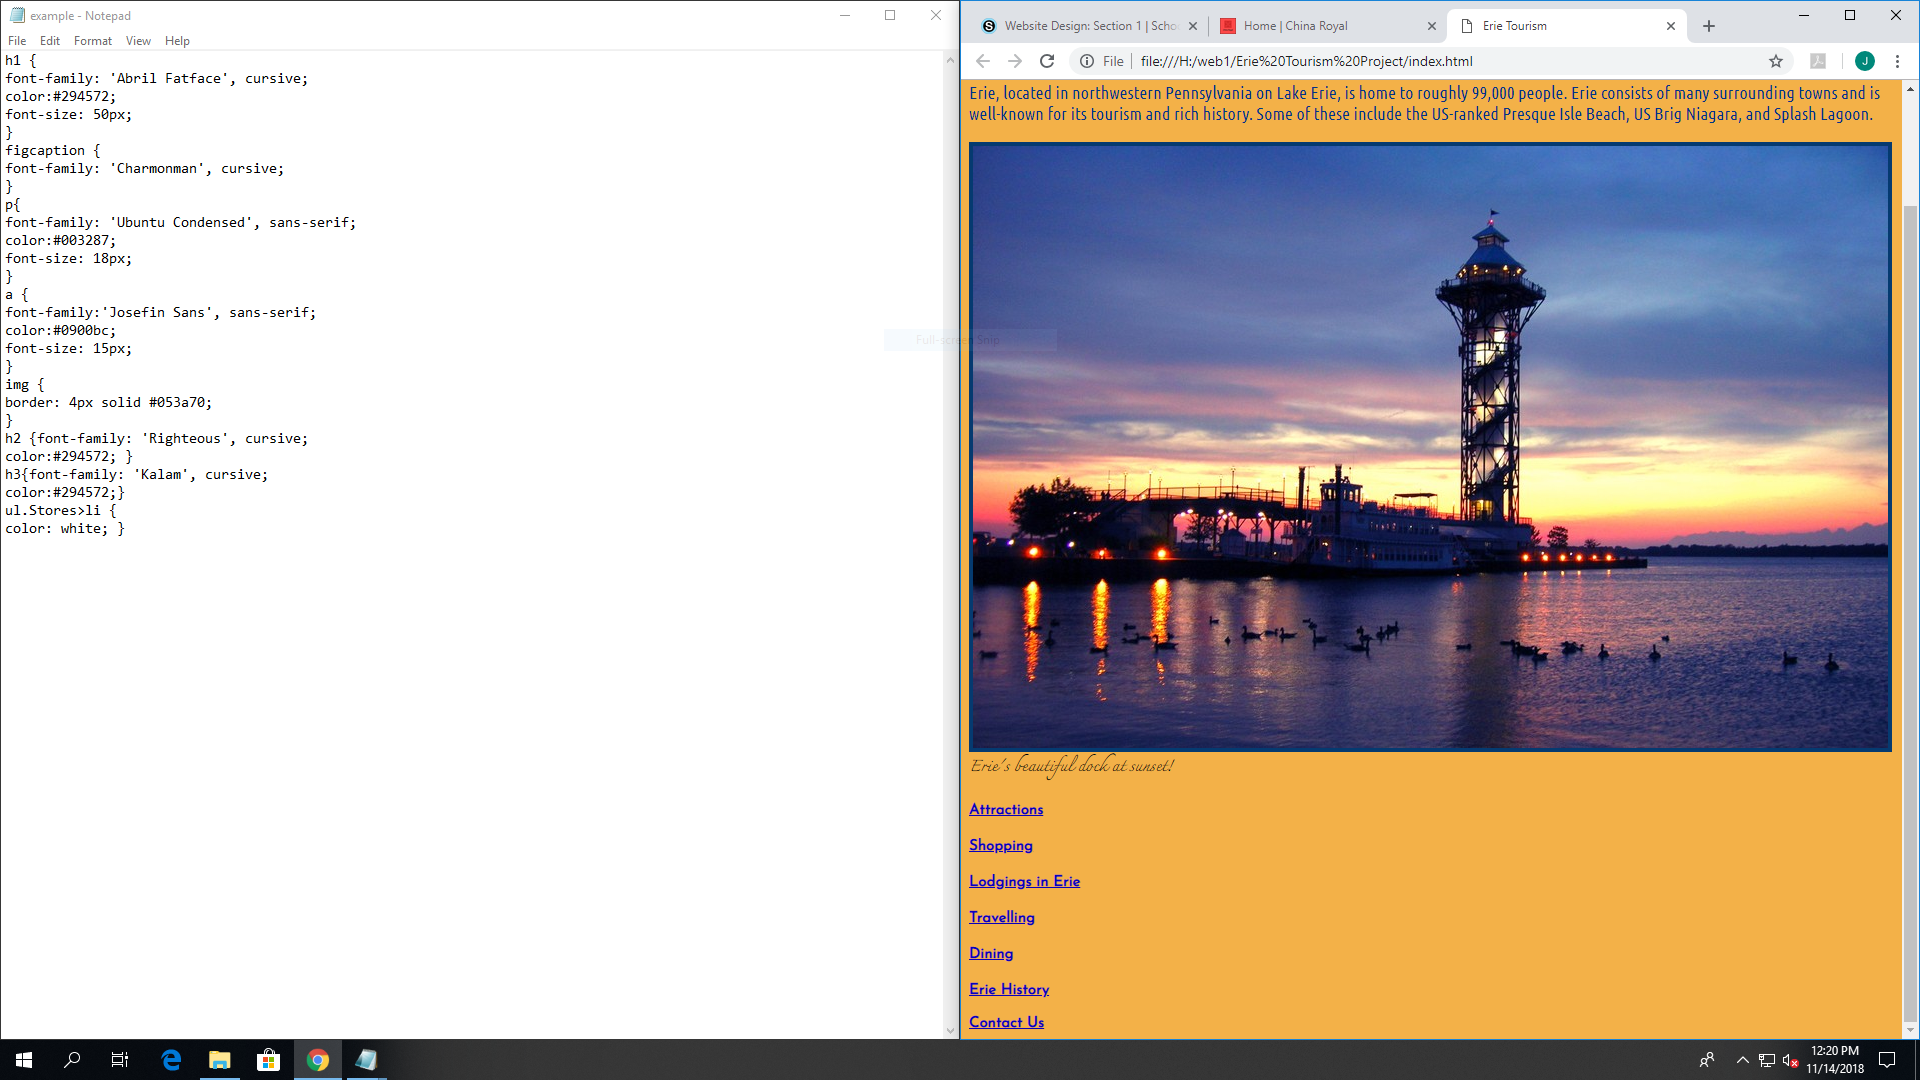 example - Notepad
File Edit Format View Help
h1 {
font-family: 'Abril Fatface', cursive;
color:#294572;
font-size: 50px;
}
figcaption {
font-family: 'Charmonman', cursive;
}
p{
font-family: 'Ubuntu Condensed', sans-serif;
color:#003287;
font-size: 18px;
}
a {
font-family:'Josefin Sans', sans-serif;
color:#0900bc;
font-size: 15px;
}
img {
border: 4px solid #053a70;
}
h2 {font-family: 'Righteous', cursive;
color:#294572; }
h3{font-family: 'Kalam', cursive;
color:#294572;}
ul.Stores>li {
color: white; }
Full-screen Snip
Website Design: Section 1 | Scho
Home | China Royal
Erie Tourism
File file:///H:/web1/Erie%20Tourism%20Project/index.html
J
Erie, located in northwestern Pennsylvania on Lake Erie, is home to roughly 99,000 people. Erie consists of many surrounding towns and is
well-known for its tourism and rich history. Some of these include the US-ranked Presque Isle Beach, US Brig Niagara, and Splash Lagoon.
Erie's beautiful dock at sunset!
Attractions
Shopping
Lodgings in Erie
Travelling
Dining
Erie History
Contact Us
12:20 PM
11/14/2018